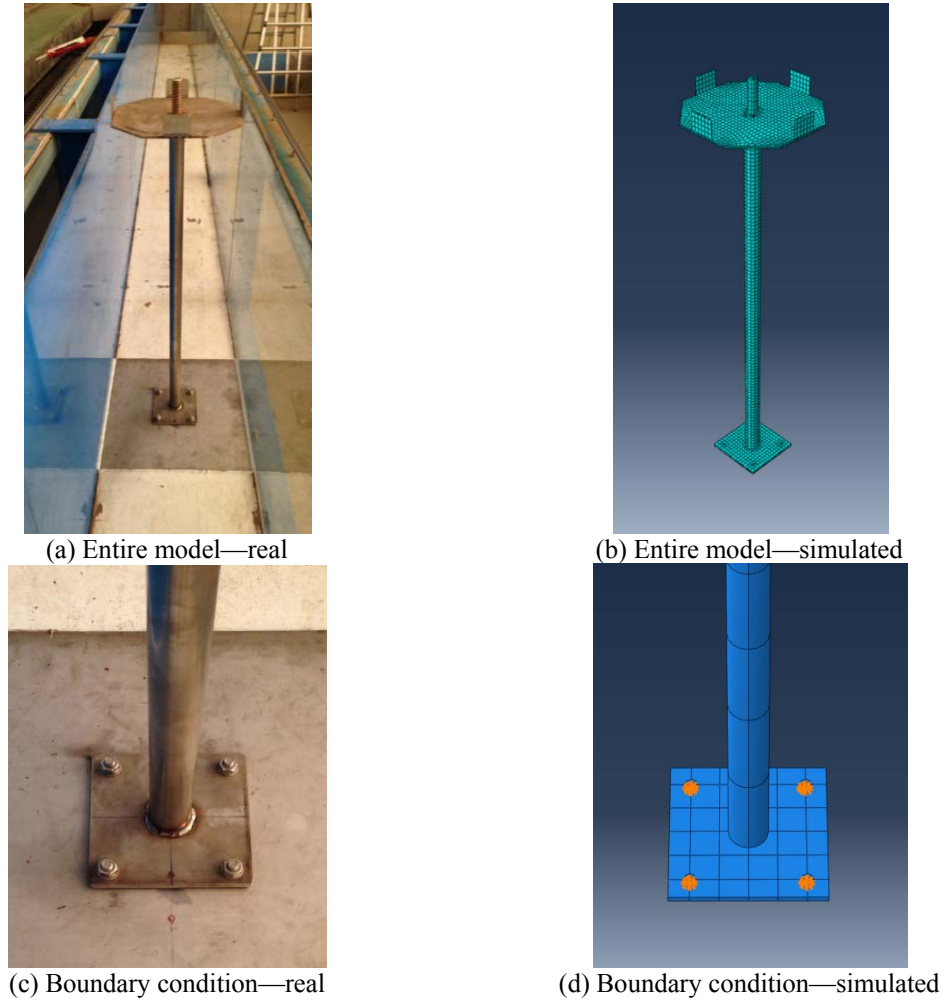 (a) Entire model—real
(b) Entire model—simulated
(c) Boundary condition—real
(d) Boundary condition—simulated